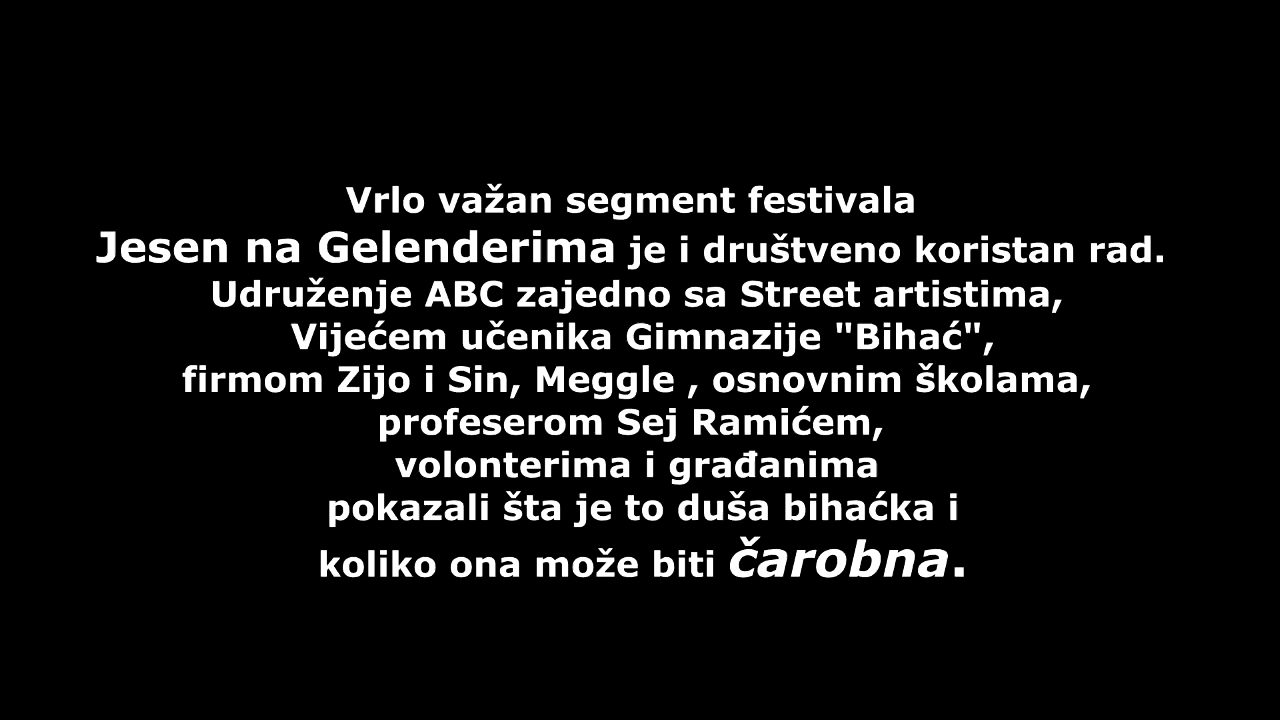 Vrlo važan segment festivala
Jesen na Gelenderima je i društveno koristan rad.
Udruženje ABC zajedno sa Street artistima,
Vijećem učenika Gimnazije "Bihać",
firmom Zijo i Sin, Meggle , osnovnim školama,
profeserom Sej Ramićem,
volonterima i građanima
pokazali šta je to duša bihaćka i
koliko ona može biti čarobna.